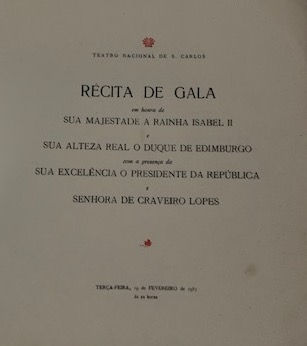 TEATRO NACIONAL DE S. CARLOS
RÉCITA DE GALA
em honra de
SUA MAJESTADE A RAINHA ISABEL II
e
SUA ALTEZA REAL O DUQUE DE EDIMBURGO
com a presença de
SUA EXCELÊNCIA O PRESIDENTE DA REPÚBLICA
E
SENHORA DE CRAVEIRO LOPES
TERÇA-FEIRA, 19 DE FEVEREIRO DE 1957
às 22 horas